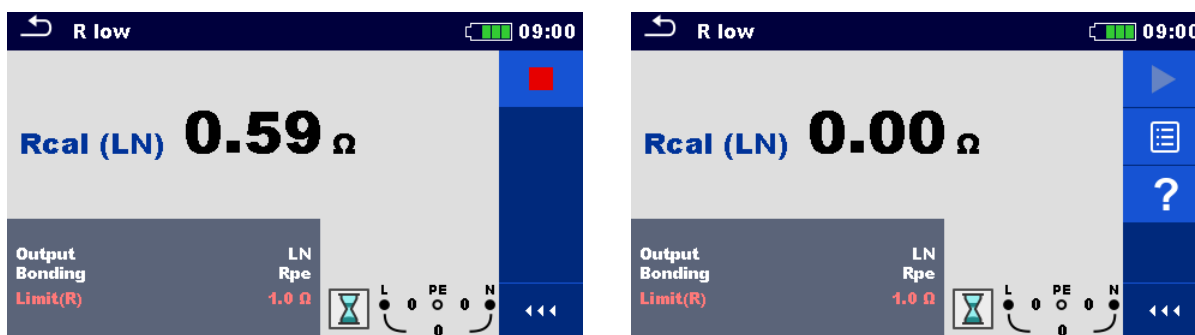 R low 09:00
Rcal (LN) 0.59 Ω
Output LN
Bonding Rpe
Limit(R) 1.0 Ω
L PE N
0 0
0
R low 09:00
Rcal (LN) 0.00 Ω
?
Output LN
Bonding Rpe
Limit(R) 1.0 Ω
L PE N
0 0
0